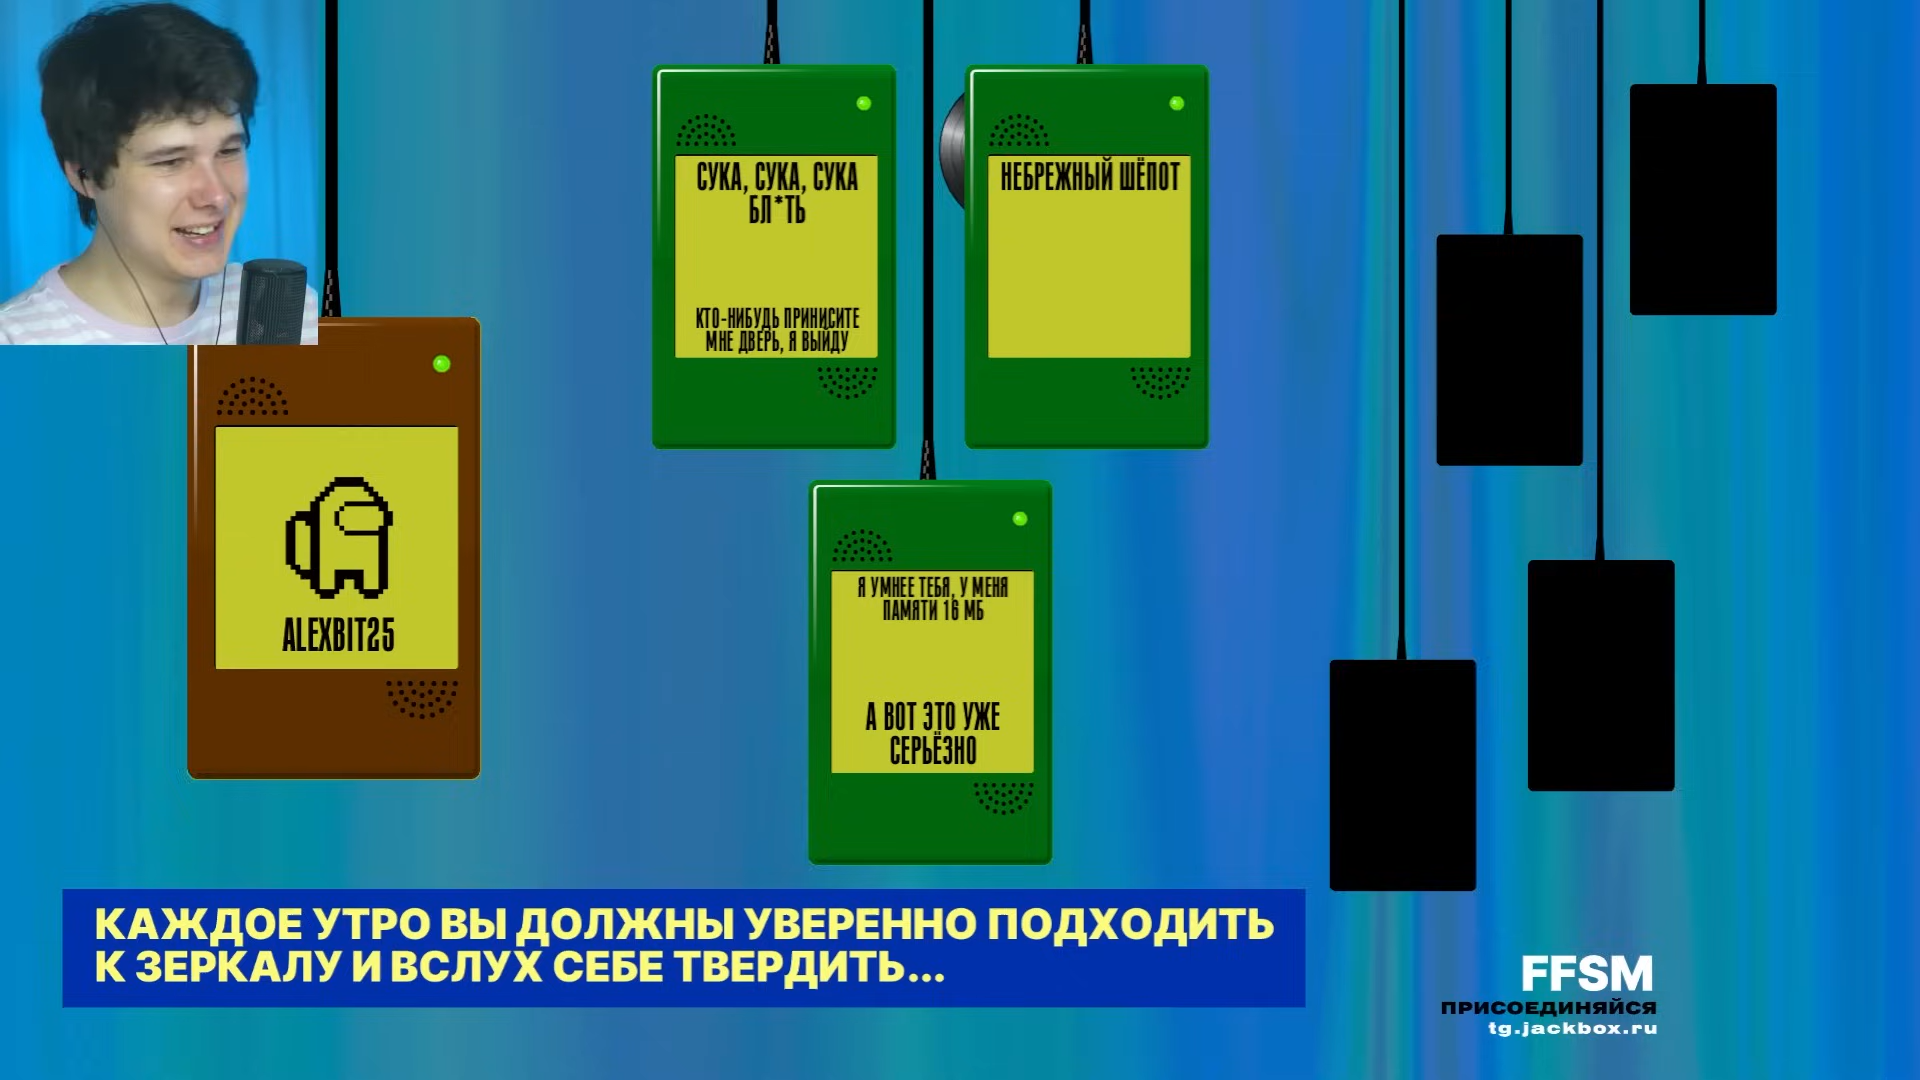 СУКА, СУКА, СУКА
БЛ*ТЬ
КТО-НИБУДЬ ПРИНИСИТЕ
МНЕ ДВЕРЬ, Я ВЫЙДУ
НЕБРЕЖНЫЙ ШЁПОТ
ALEXBIT25
Я УМНЕЕ ТЕБЯ, У МЕНЯ
ПАМЯТИ 16 МБ
А ВОТ ЭТО УЖЕ
СЕРЬЁЗНО
КАЖДОЕ УТРО ВЫ ДОЛЖНЫ УВЕРЕННО ПОДХОДИТЬ
К ЗЕРКАЛУ И ВСЛУХ СЕБЕ ТВЕРДИТЬ...
FFSM
ПРИСОЕДИНЯЙСЯ
tg.jackbox.ru